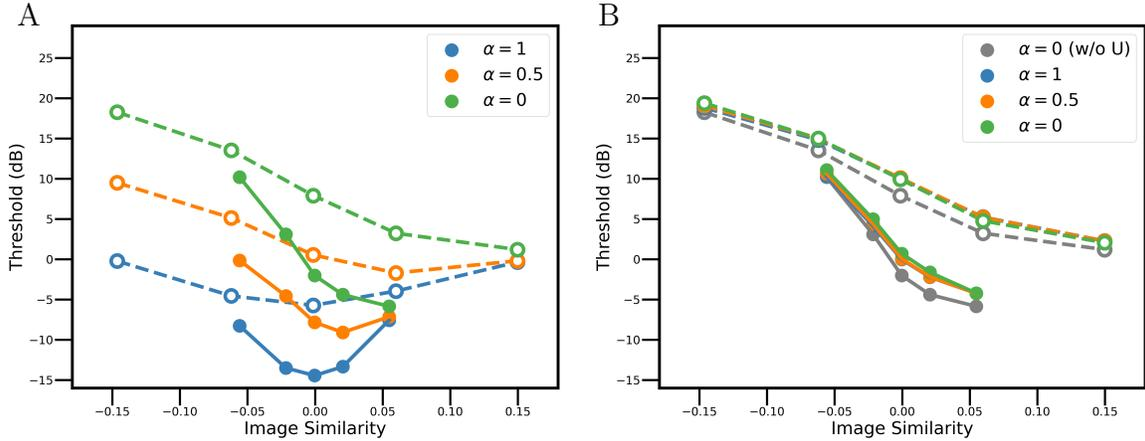 A
B
25
20
15
10
5
0
−5
−10
−15
Threshold (dB)
−0.15
−0.10
−0.05
0.00
0.05
0.10
0.15
Image Similarity
α = 1
α = 0.5
α = 0
25
20
15
10
5
0
−5
−10
−15
Threshold (dB)
−0.15
−0.10
−0.05
0.00
0.05
0.10
0.15
Image Similarity
α = 0 (w/o U)
α = 1
α = 0.5
α = 0